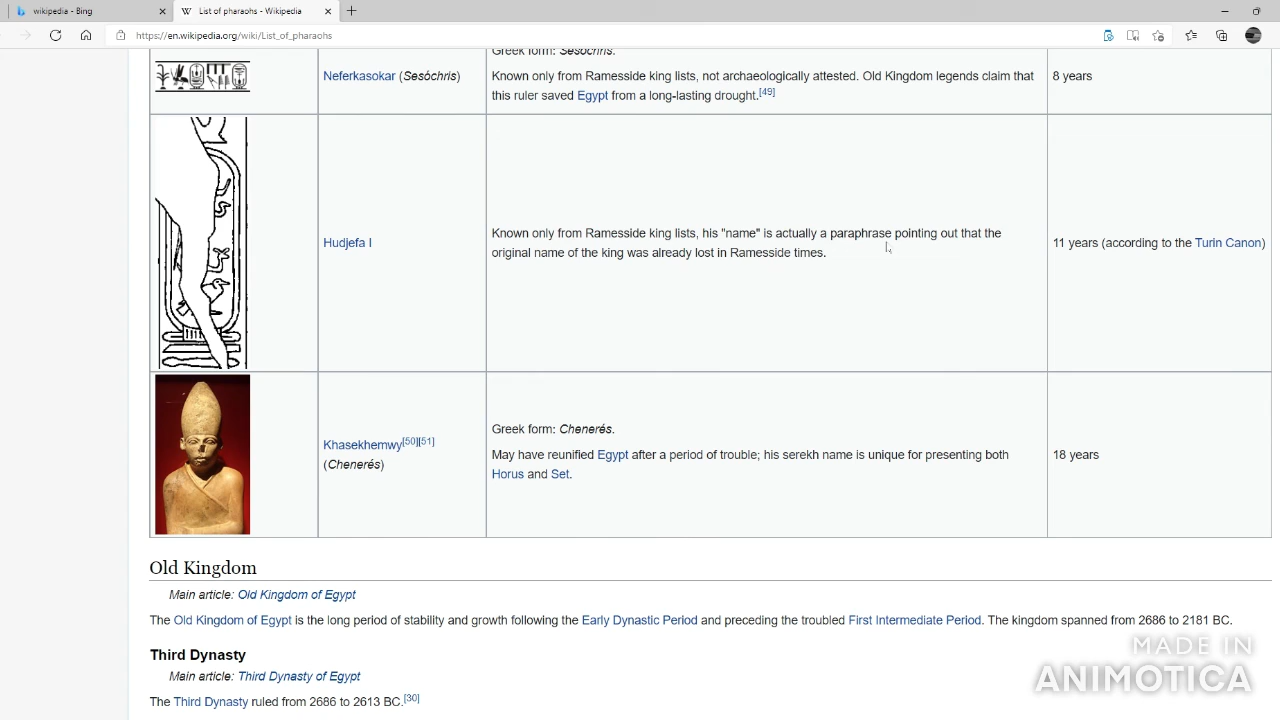 wikipedia - Bing
List of pharaohs - Wikipedia
https://en.wikipedia.org/wiki/List_of_pharaohs
Greek form: Sesóchris.
Neferkasokar (Sesòchris)
Known only from Ramesside king lists, not archaeologically attested. Old Kingdom legends claim that
this ruler saved Egypt from a long-lasting drought.[49]
8 years
Hudjefa I
Known only from Ramesside king lists, his "name" is actually a paraphrase pointing out that the
original name of the king was already lost in Ramesside times.
11 years (according to the Turin Canon)
Khasekhemwy[50][51]
(Chenerés)
Greek form: Chenerés.
May have reunified Egypt after a period of trouble; his serekh name is unique for presenting both
Horus and Set.
18 years
Old Kingdom
Main article: Old Kingdom of Egypt
The Old Kingdom of Egypt is the long period of stability and growth following the Early Dynastic Period and preceding the troubled First Intermediate Period. The kingdom spanned from 2686 to 2181 BC.
Third Dynasty
Main article: Third Dynasty of Egypt
The Third Dynasty ruled from 2686 to 2613 BC.[30]
MADE IN
ANIMOTICA